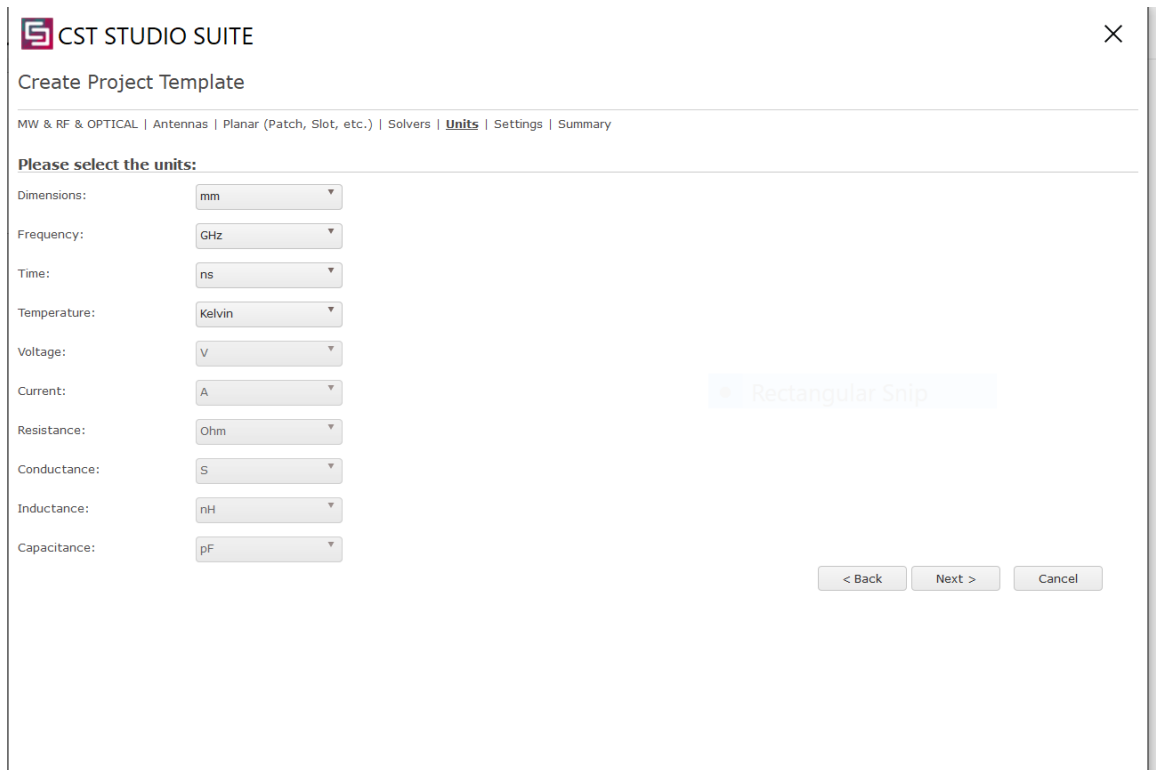 CST STUDIO SUITE
Create Project Template
MW & RF & OPTICAL | Antennas | Planar (Patch, Slot, etc.) | Solvers | Units | Settings | Summary
Please select the units:
Dimensions: mm
Frequency: GHz
Time: ns
Temperature: Kelvin
Voltage: V
Current: A
Resistance: Ohm
Conductance: S
Inductance: nH
Capacitance: pF
Rectangular Snip
< Back Next > Cancel